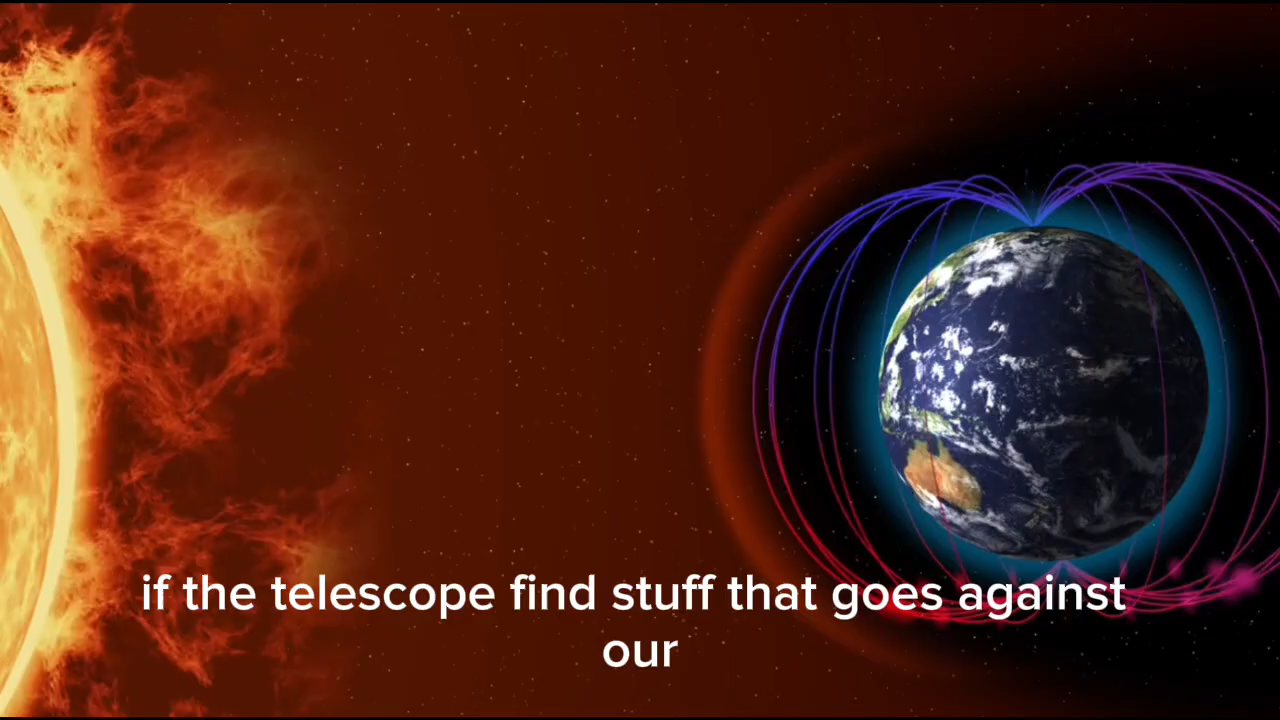 if the telescope find stuff that goes against
our